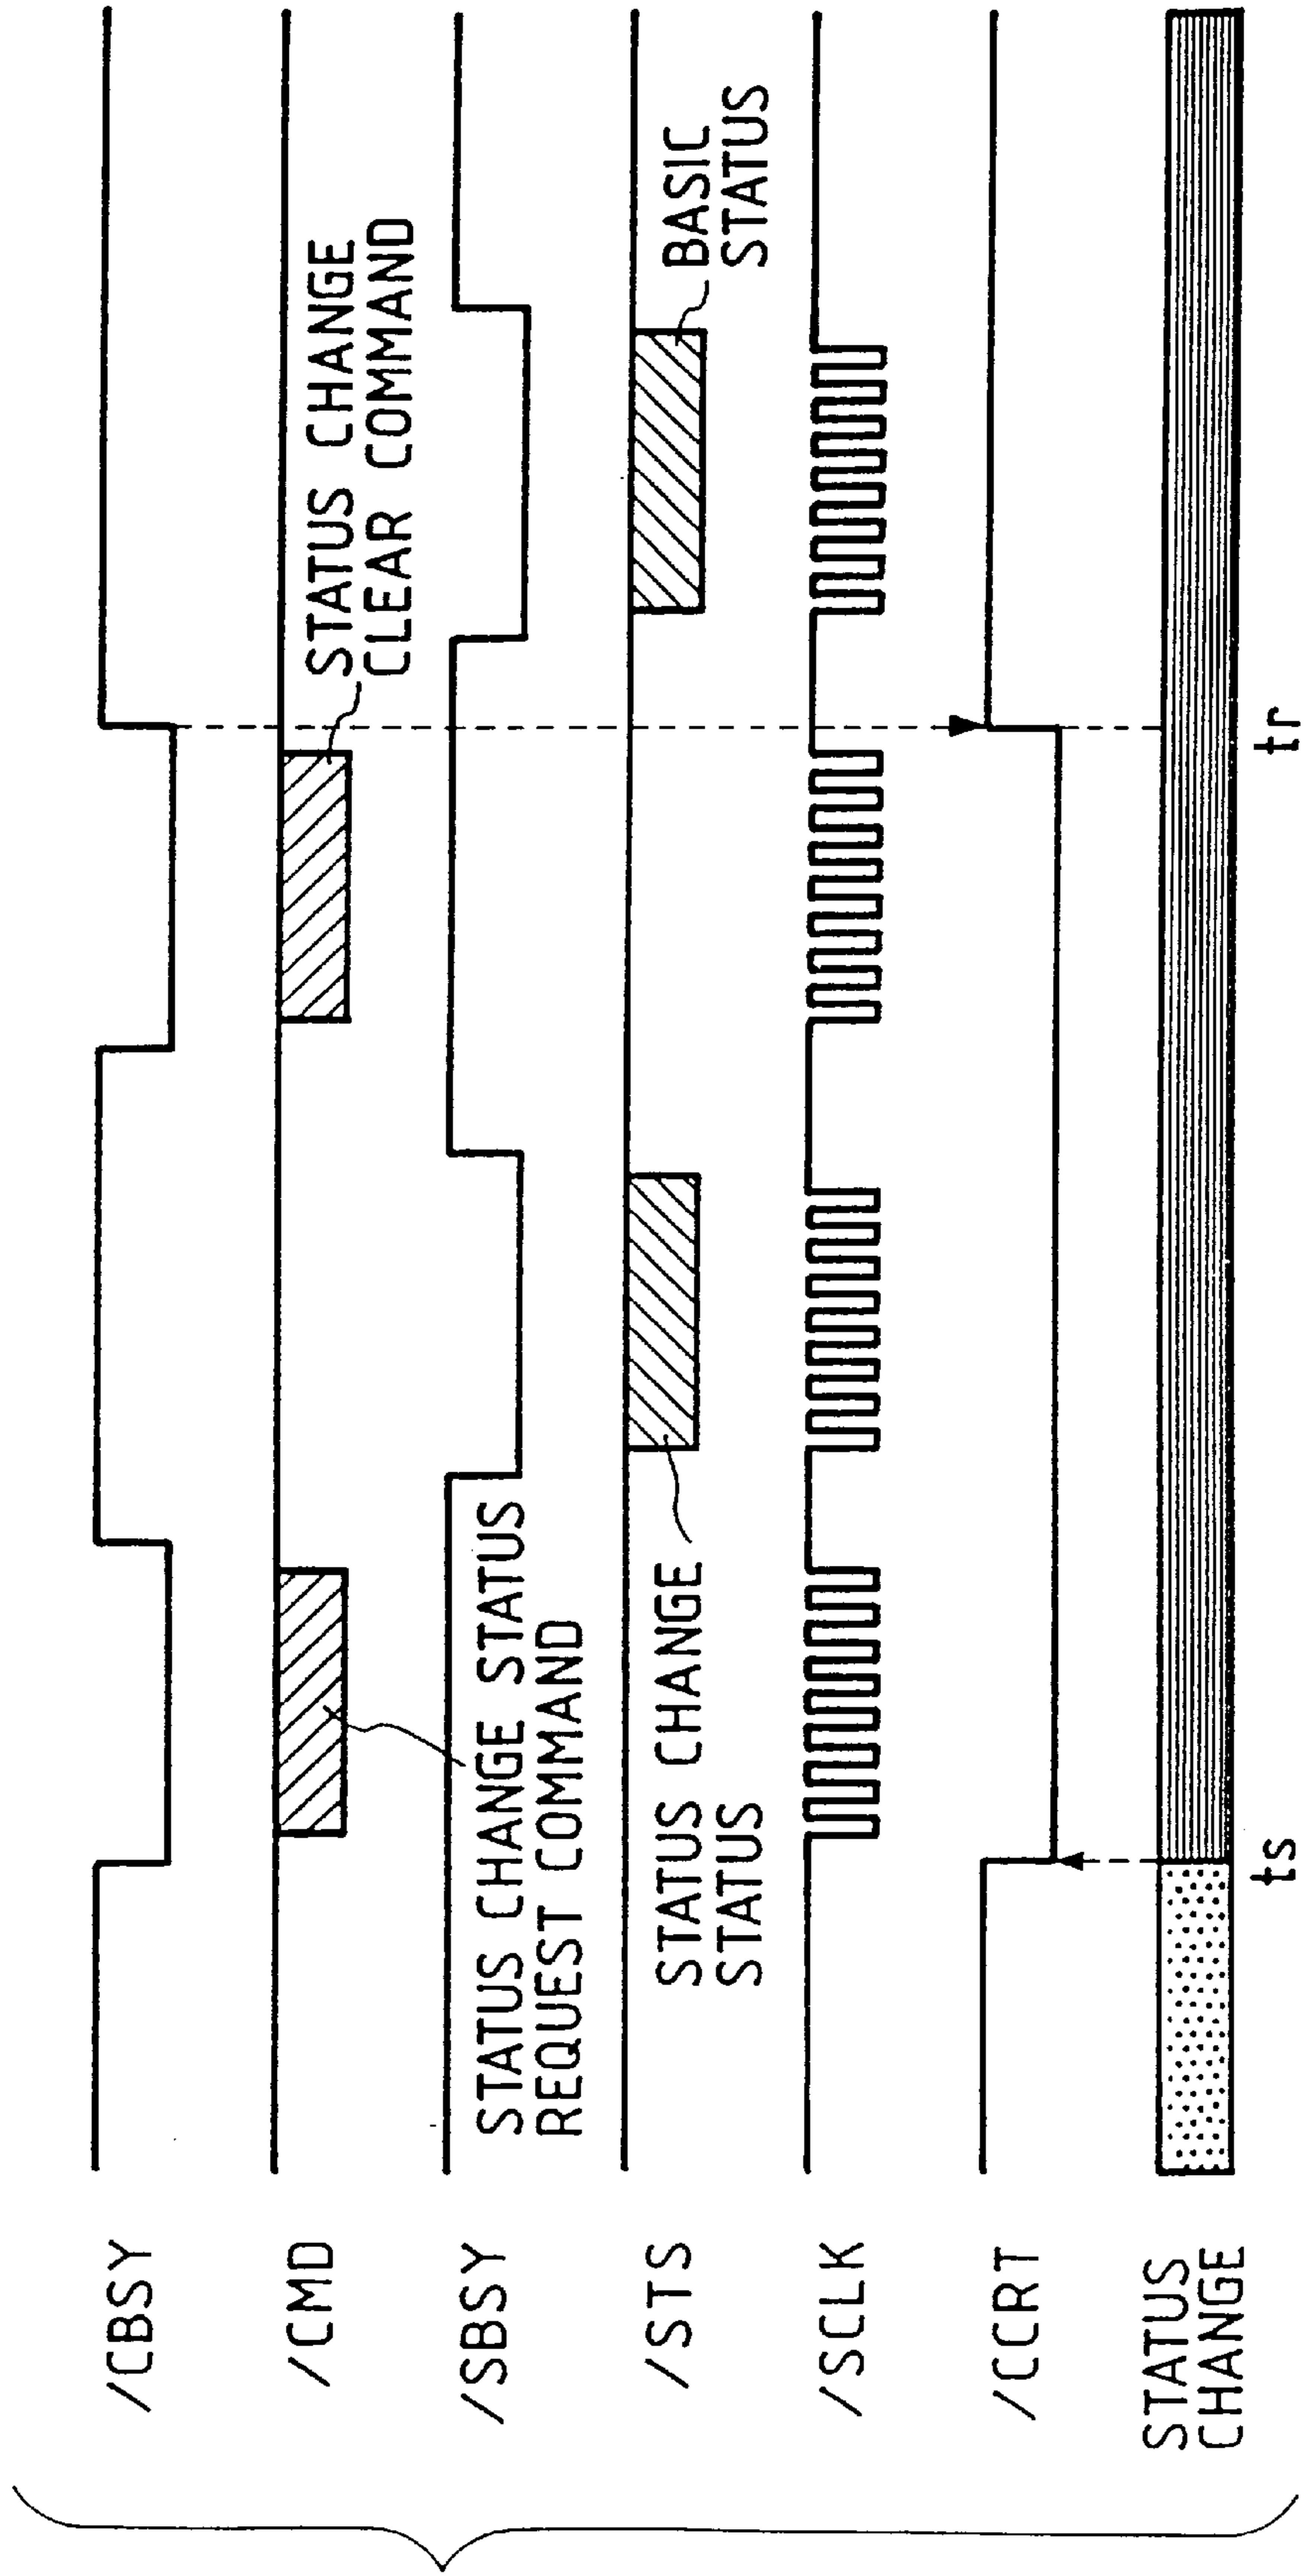 /CBSY
/CMD
STATUS CHANGE
CLEAR COMMAND
/SBSY
STATUS CHANGE STATUS
REQUEST COMMAND
/STS
STATUS CHANGE
STATUS
BASIC
STATUS
/SCLK
/CCRT
STATUS
CHANGE
ts
tr